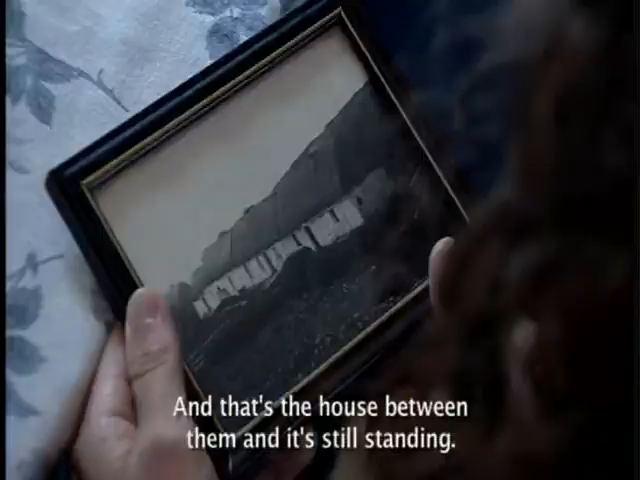 And that's the house between
them and it's still standing.